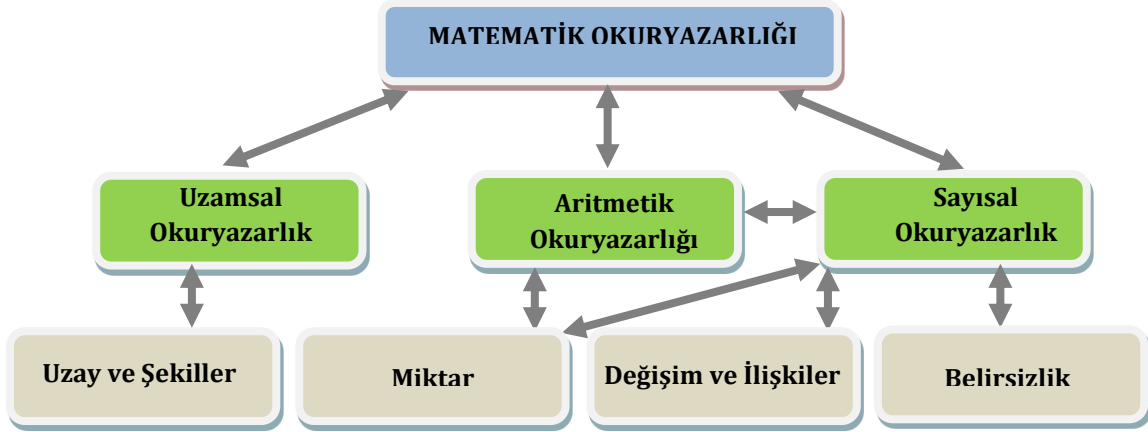 MATEMATİK OKURYAZARLIĞI
Uzamsal
Okuryazarlık
Aritmetik
Okuryazarlığı
Sayısal
Okuryazarlık
Uzay ve Şekiller
Miktar
Değişim ve İlişkiler
Belirsizlik